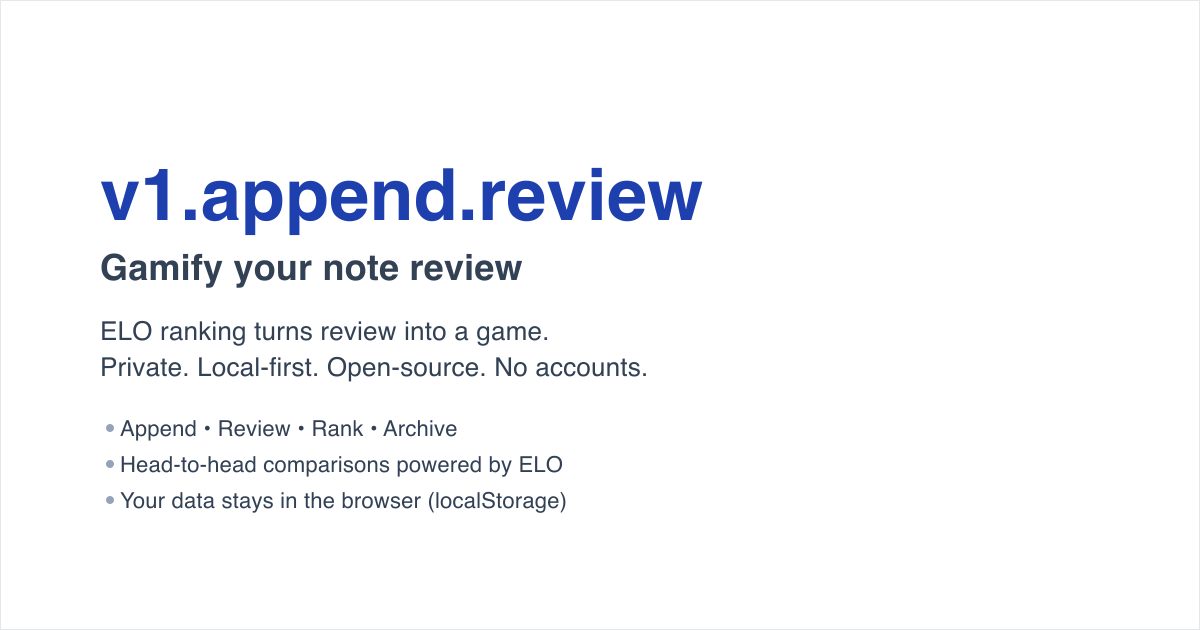 v1.append.review
Gamify your note review
ELO ranking turns review into a game.
Private. Local-first. Open-source. No accounts.
• Append • Review • Rank • Archive
• Head-to-head comparisons powered by ELO
• Your data stays in the browser (localStorage)